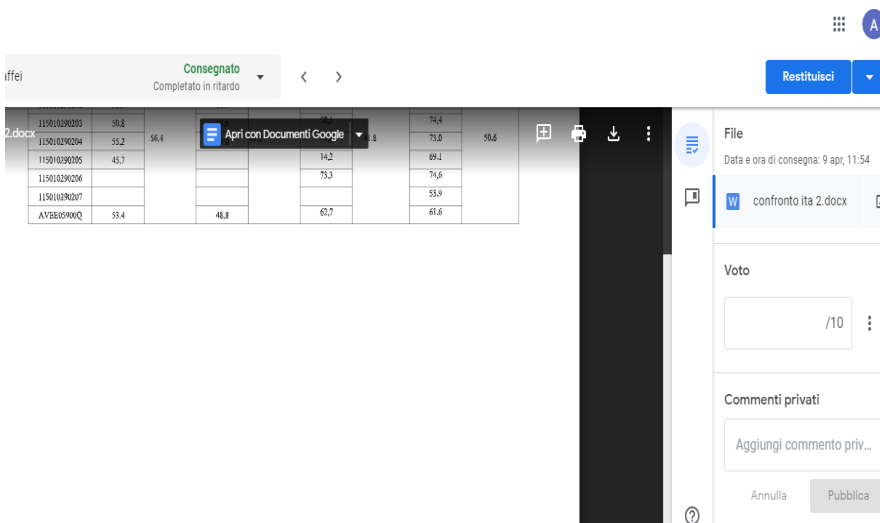 A
affei
Consegnato
Completato in ritardo
Restituisci
2.docx
Apri con Documenti Google
74,4
115010290203 50,8
115010290204 55,2 56,4 73.0 50,6
115010290205 45,7 14,2 69.1
115010290206 73,3 74,6
115010290207 53.9
AVEE05900Q 53.4 48,8 62,7 61.6
File
Data e ora di consegna: 9 apr, 11:54
W confronto ita 2.docx
Voto
/10
Commenti privati
Aggiungi commento priv...
Annulla Pubblica